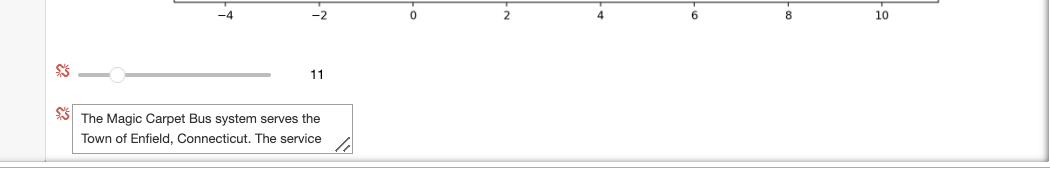 −4 −2 0 2 4 6 8 10
11
The Magic Carpet Bus system serves the
Town of Enfield, Connecticut. The service